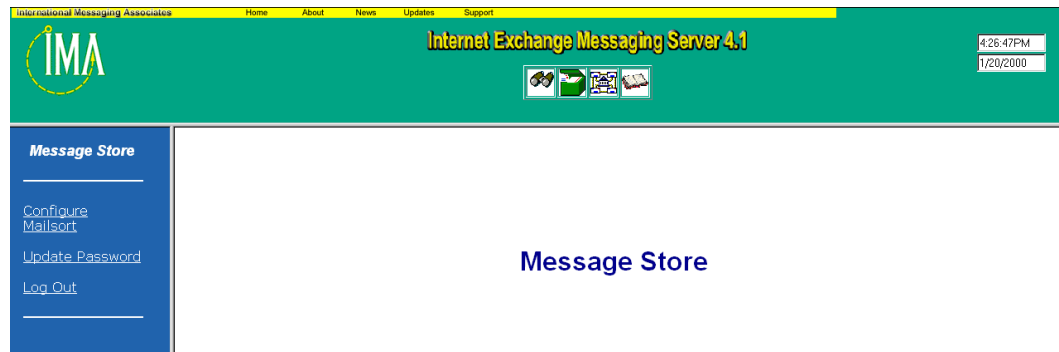 International Messaging Associates Home About News Updates Support
IMA
Internet Exchange Messaging Server 4.1
4:26:47PM
1/20/2000
Message Store
Configure
Mailsort
Update Password
Log Out
Message Store